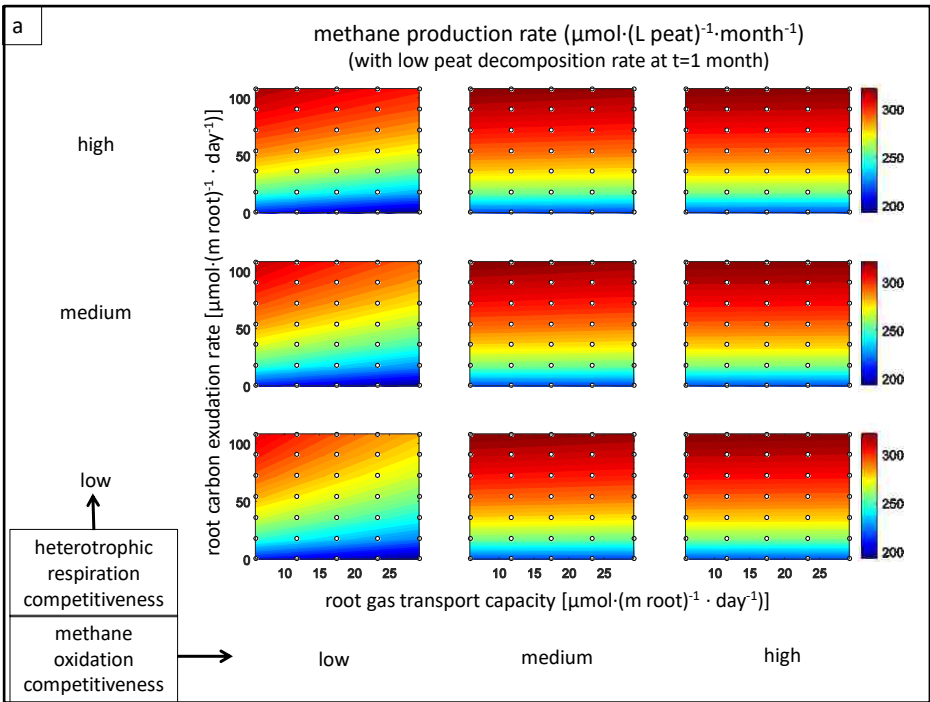 a
methane production rate (µmol·(L peat)⁻¹·month⁻¹)
(with low peat decomposition rate at t=1 month)
high
medium
low
root carbon exudation rate [µmol·(m root)⁻¹ · day⁻¹)]
100
50
0
300
250
200
100
50
0
300
250
200
100
50
0
300
250
200
10 15 20 25
10 15 20 25
10 15 20 25
root gas transport capacity [µmol·(m root)⁻¹ · day⁻¹)]
heterotrophic
respiration
competitiveness
methane
oxidation
competitiveness
low
medium
high